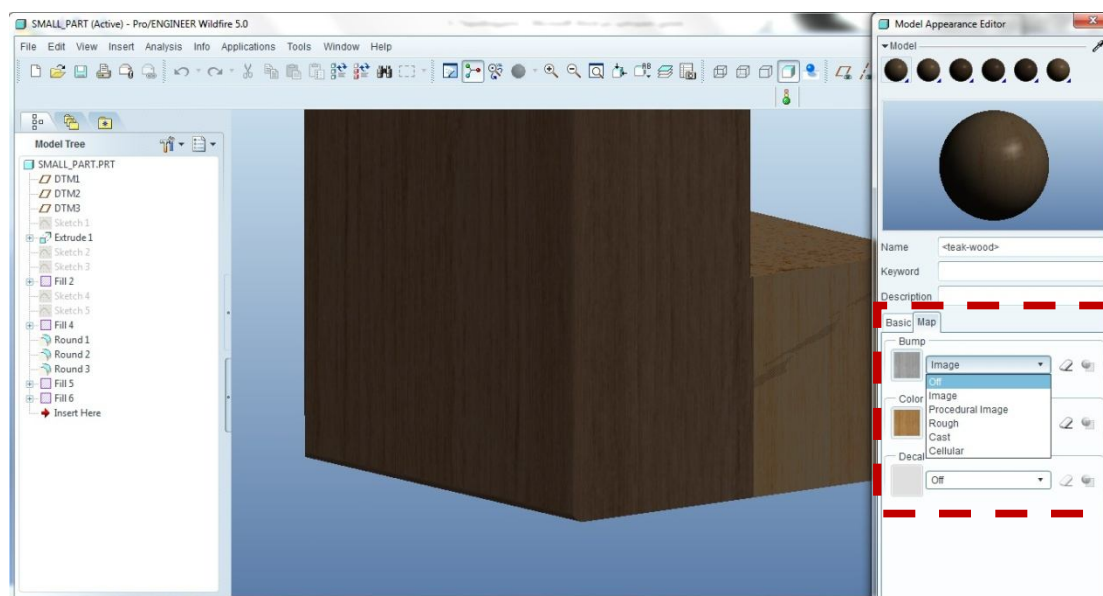 SMALL_PART (Active) - Pro/ENGINEER Wildfire 5.0
File Edit View Insert Analysis Info Applications Tools Window Help
Model Tree
SMALL_PART.PRT
DTM1
DTM2
DTM3
Sketch 1
Extrude 1
Sketch 2
Sketch 3
Fill 2
Sketch 4
Sketch 5
Fill 4
Round 1
Round 2
Round 3
Fill 5
Fill 6
Insert Here
Model Appearance Editor
Model
Name <teak-wood>
Keyword
Description
Basic Map
Bump
Image
Off
Image
Procedural Image
Rough
Cast
Cellular
Color
Decal
Off